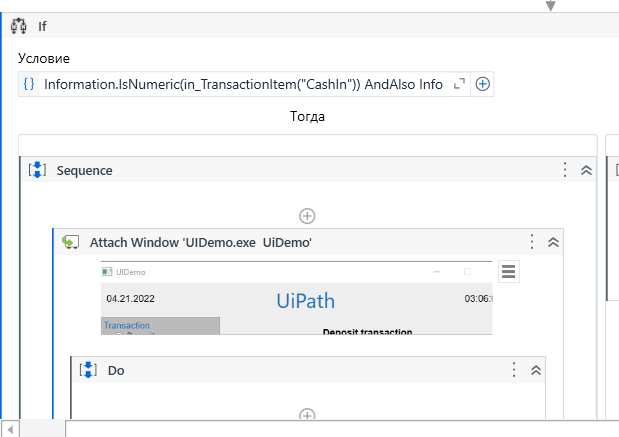 If
Условие
{} Information.IsNumeric(in_TransactionItem("CashIn")) AndAlso Info
Тогда
Sequence
Attach Window 'UIDemo.exe UiDemo'
UIDemo
04.21.2022 UiPath 03:06:
Transaction
Deposit transaction
Do